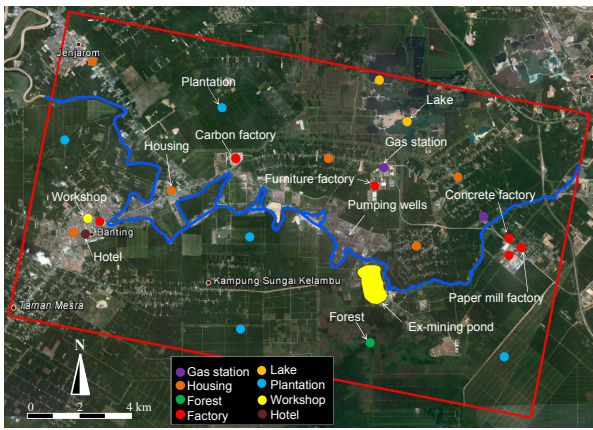 Jenjarom
Plantation
Lake
Carbon factory
Housing
Gas station
Furniture factory
Concrete factory
Workshop
Pumping wells
Banting
Hotel
Kampung Sungai Kelambu
Paper mill factory
Taman Mesra
Ex-mining pond
Forest
N
0 2 4 km
Gas station
Housing
Forest
Factory
Lake
Plantation
Workshop
Hotel